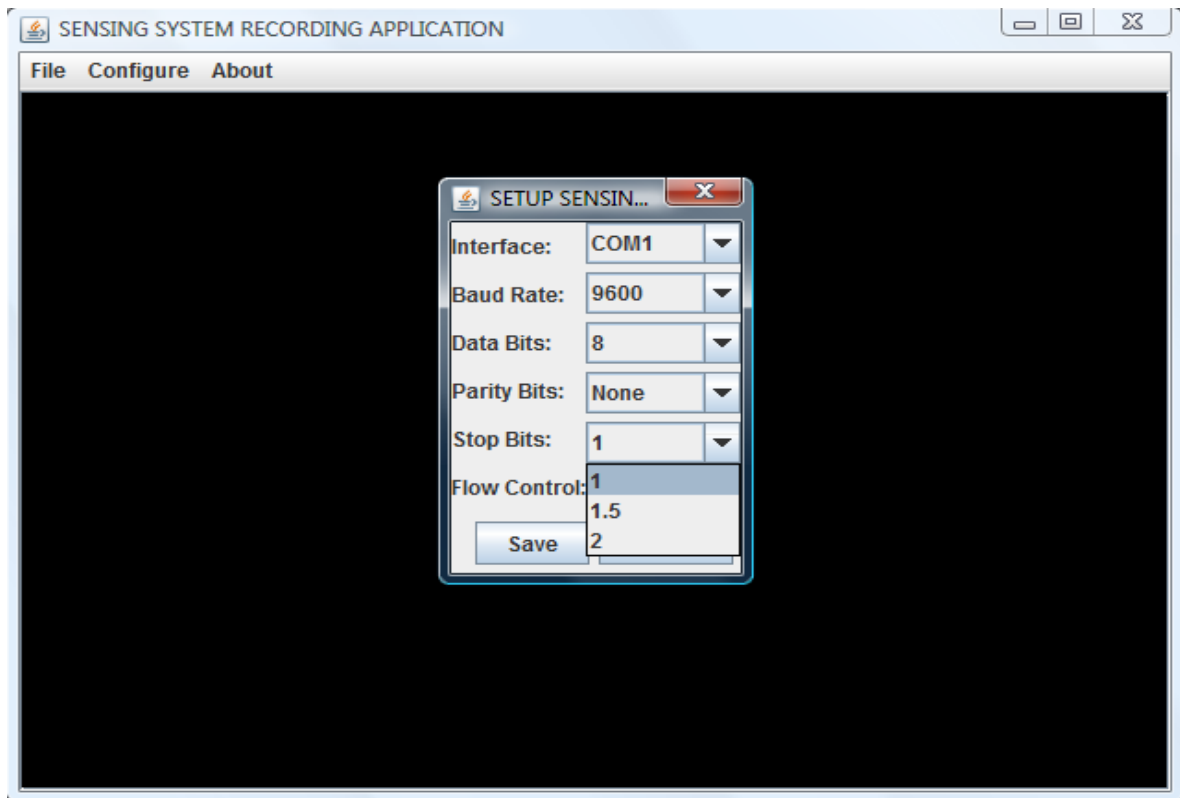 SENSING SYSTEM RECORDING APPLICATION
File Configure About
SETUP SENSIN...
Interface: COM1
Baud Rate: 9600
Data Bits: 8
Parity Bits: None
Stop Bits: 1
Flow Control:
1
1.5
2
Save